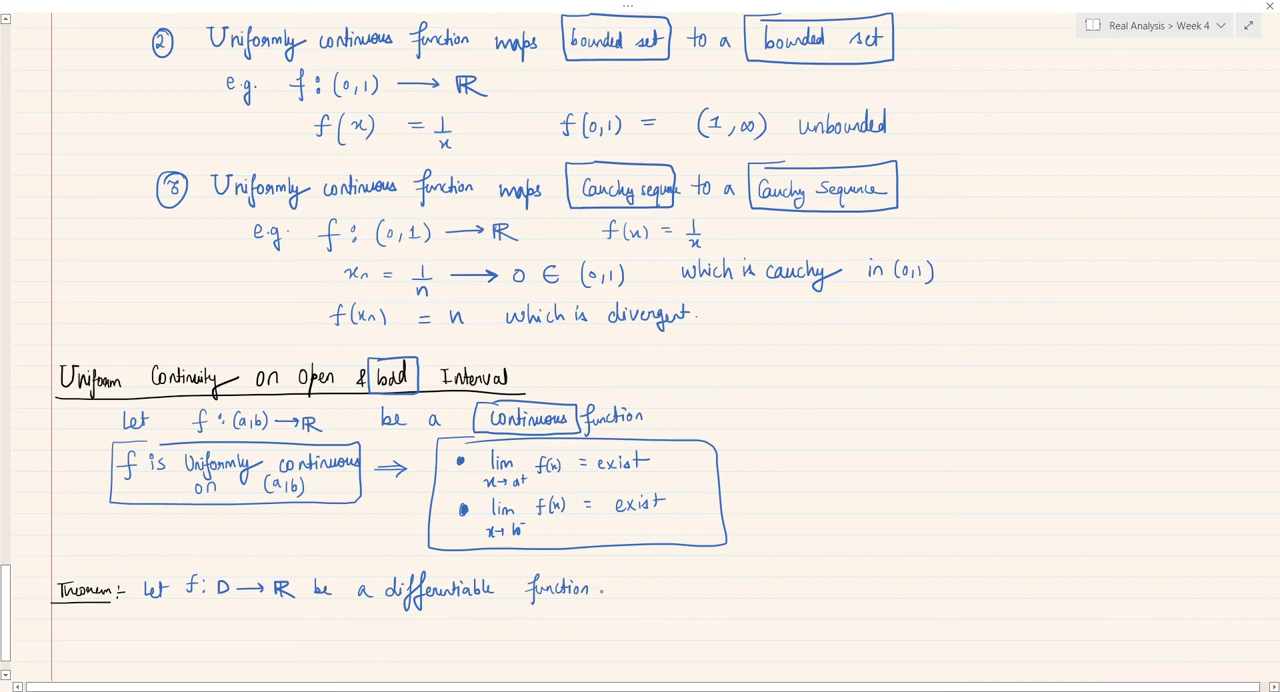 Real Analysis > Week 4
② Uniformly continuous function maps bounded set to a bounded set
e.g. f : (0,1) → ℝ
f(x) = 1/x f(0,1) = (1,∞) unbounded
③ Uniformly continuous function maps Cauchy sequence to a Cauchy Sequence
e.g. f : (0,1) → ℝ f(x) = 1/x
xₙ = 1/n → 0 ∈ (0,1) which is cauchy in (0,1)
f(xₙ) = n which is divergent.
Uniform Continuity on Open & bdd Interval
Let f : (a,b) → ℝ be a continuous function
f is Uniformly continuous on (a,b) ⇒
• lim x→a⁺ f(x) = exist
• lim x→b⁻ f(x) = exist
Theorem:- Let f : D → ℝ be a differentiable function .